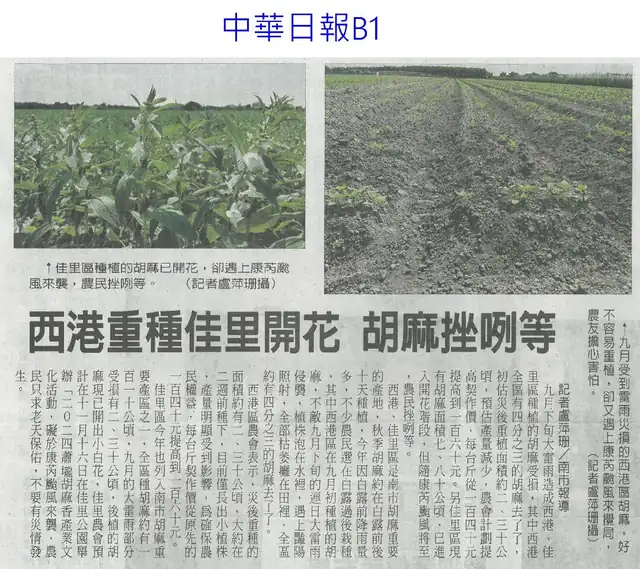 中華日報B1
↑佳里區種植的胡麻已開花,卻遇上康芮颱
風來襲,農民挫咧等。 (記者盧萍珊攝)
↑九月受到雷雨災損的西港區胡麻,好
不容易重植,卻又遇上康芮颱風來攪局,
農友擔心害怕。 (記者盧萍珊攝)
西港重種佳里開花 胡麻挫咧等
記者盧萍珊/南市報導
九月下旬大雷雨造成西港、佳
里區種植的胡麻受損,其中西港
全區有四分之三的胡麻去了了,
初估災後重植面積約二、三十公
頃,預估產量減少,農會計劃提
高契作價,每台斤從一百四十元
提高到一百六十元。另佳里區現
有胡麻面積七、八十公頃,已進
入開花階段,但隨康芮颱風將至
,農民挫咧等。
西港、佳里區是南市胡麻重要
的產地,秋季胡麻約在白露前後
十天種植,今年因白露前降雨量
多,不少農民選在白露過後栽種
,其中西港區在九月初種植的胡
麻,不敵九月下旬的連日大雷雨
侵襲,植株泡在水裡,遇上豔陽
照射,全部枯萎曬在田裡,全區
約有四分之三的胡麻去了了。
西港區農會表示,災後重種的
面積約有二、三十公頃,大約在
二週前種下,目前僅長出小植株
,產量明顯受到影響,為確保農
民權益,每台斤契作價從原先的
一百四十元提高到一百六十元。
佳里區今年也列入南市胡麻重
要產區之一,全區種胡麻約有一
百一十公頃,九月的大雷雨部分
受損有二、三十公頃,後植的胡
麻現已開出小白花,佳里農會預
計在十一月十六日在佳里公園舉
辦二○二四蕭壠胡麻香產業文
化活動,礙於康芮颱風來襲,農
民只求老天保佑,不要有災情發
生。